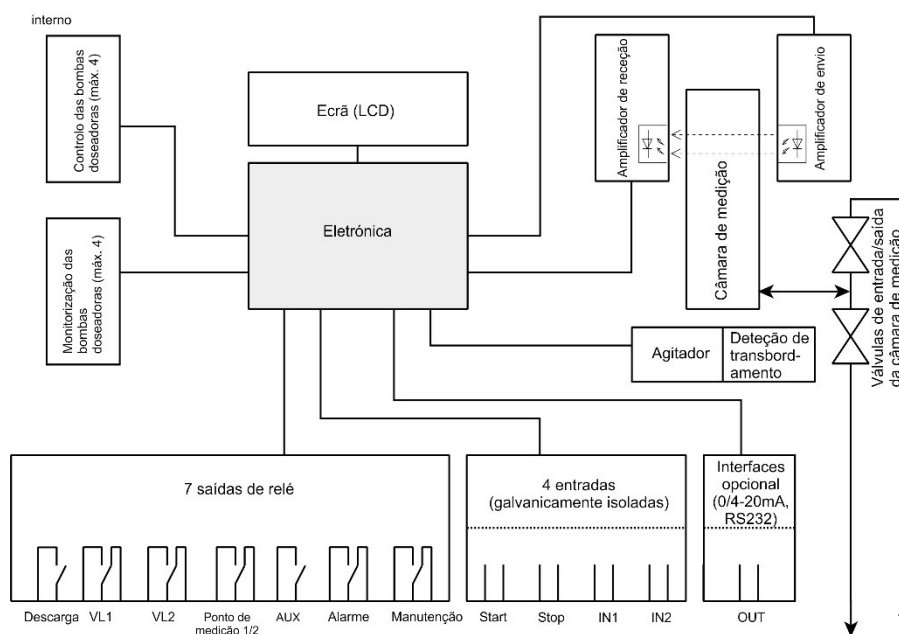 interno
Controlo das bombas
doseadoras (máx. 4)
Monitorização das
bombas
doseadoras (máx. 4)
Ecrã (LCD)
Eletrónica
Amplificador de receção
Câmara de medição
Amplificador de envio
Válvulas de entrada/saída
da câmara de medição
Agitador
Deteção de
transbord-
amento
7 saídas de relé
Descarga
VL1
VL2
Ponto de
medição 1/2
AUX
Alarme
Manutenção
4 entradas
(galvanicamente isoladas)
Start
Stop
IN1
IN2
Interfaces
opcional
(0/4-20mA,
RS232)
OUT